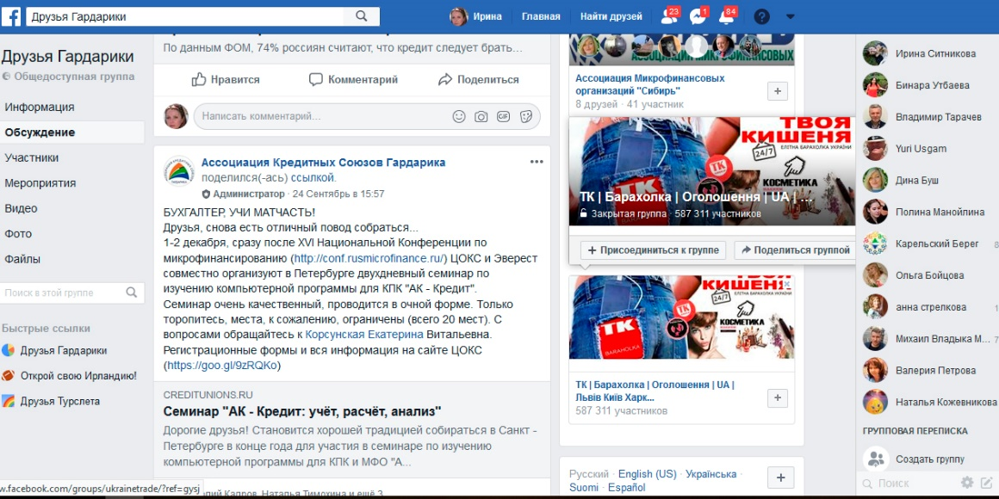 Друзья Гардарики
Ирина
Главная
Найти друзей
23
1
84
Друзья Гардарики
Общедоступная группа
Информация
Обсуждение
Участники
Мероприятия
Видео
Фото
Файлы
Поиск в этой группе
Быстрые ссылки
Друзья Гардарики
Открой свою Ирландию!
Друзья Турслета
w.facebook.com/groups/ukrainetrade/?ref=gysj
По данным ФОМ, 74% россиян считают, что кредит следует брать…
Нравится
Комментарий
Поделиться
Написать комментарий...
GIF
Ассоциация Кредитных Союзов Гардарика
поделился(-ась) ссылкой.
Администратор · 24 Сентябрь в 15:57
БУХГАЛТЕР, УЧИ МАТЧАСТЬ!
Друзья, снова есть отличный повод собраться...
1-2 декабря, сразу после XVI Национальной Конференции по
микрофинансированию (http://conf.rusmicrofinance.ru/) ЦОКС и Эверест
совместно организуют в Петербурге двухдневный семинар по
изучению компьютерной программы для КПК "АК - Кредит".
Семинар очень качественный, проводится в очной форме. Только
торопитесь, места, к сожалению, ограничены (всего 20 мест). С
вопросами обращайтесь к Корсунская Екатерина Витальевна.
Регистрационные формы и вся информация на сайте ЦОКС
(https://goo.gl/9zRQKo)
CREDITUNIONS.RU
Семинар "АК - Кредит: учёт, расчёт, анализ"
Дорогие друзья! Становится хорошей традицией собираться в Санкт -
Петербурге в конце года для участия в семинаре по изучению
компьютерной программы для КПК и МФО "А...
Капров, Наталья Тимохина и ещё 3
АССОЦИАЦИЯ МИКРОФИНАНСОВЫХ
Ассоциация Микрофинансовых
организаций "Сибирь"
8 друзей · 41 участник
ТВОЯ
КИШЕНЯ
ЕЛІТНА БАРАХОЛКА УКРАЇНИ
24/7
ТК
КОСМЕТИКА
ТК | Барахолка | Оголошення | UA | …
Закрытая группа · 587 311 участников
Присоединиться к группе
Поделиться группой
КИШЕНЯ
ЕЛІТНА БАРАХОЛКА УКРАЇНИ
24/7
ТК
КОСМЕТИКА
ТК
BARAHOLKA
ТК | Барахолка | Оголошення | UA |
Львів Київ Харк...
587 311 участников
Русский · English (US) · Українська ·
Suomi · Español
Ирина Ситникова
Бинара Утбаева
Владимир Тарачев
Yuri Usgam
Дина Буш
Полина Манойлина
Карельский Берег
8
Ольга Бойцова
анна стрелкова
1
Михаил Владыка М...
7
Валерия Петрова
Наталья Кожевникова
ГРУППОВАЯ ПЕРЕПИСКА
Создать группу
Поиск